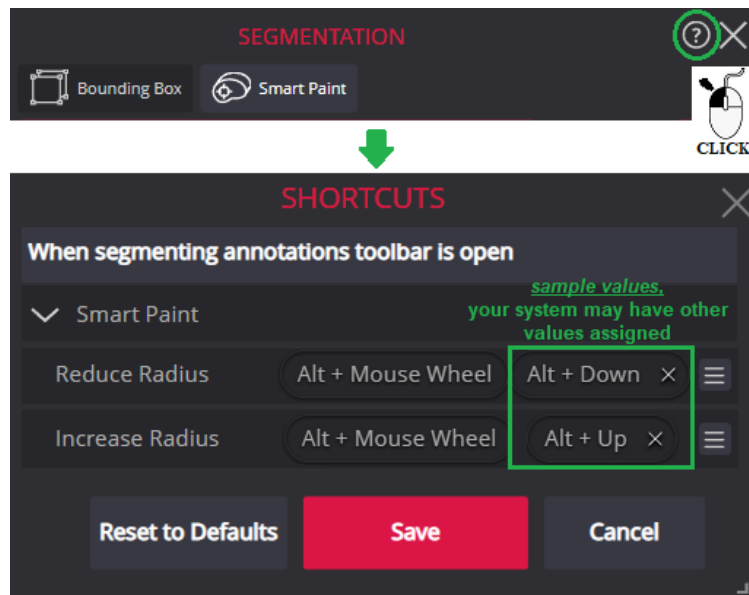 SEGMENTATION
Bounding Box Smart Paint
CLICK
SHORTCUTS
When segmenting annotations toolbar is open
sample values,
your system may have other
values assigned
Smart Paint
Reduce Radius Alt + Mouse Wheel Alt + Down ×
Increase Radius Alt + Mouse Wheel Alt + Up ×
Reset to Defaults Save Cancel